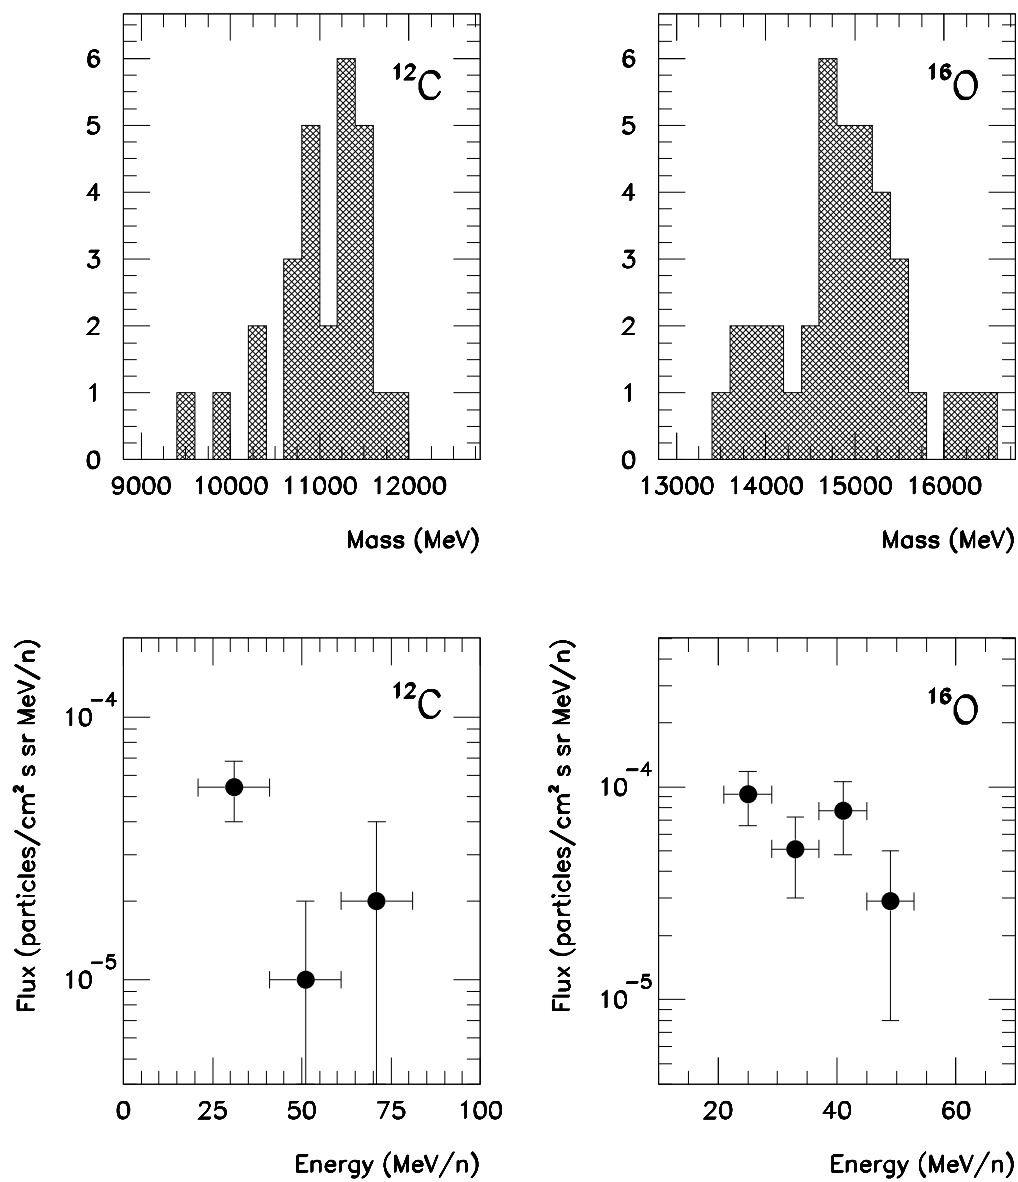 ¹²C
6
5
4
3
2
1
0
9000 10000 11000 12000
Mass (MeV)
¹⁶O
6
5
4
3
2
1
0
13000 14000 15000 16000
Mass (MeV)
Flux (particles/cm² s sr MeV/n)
¹²C
10⁻⁴
10⁻⁵
0 25 50 75 100
Energy (MeV/n)
Flux (particles/cm² s sr MeV/n)
¹⁶O
10⁻⁴
10⁻⁵
20 40 60
Energy (MeV/n)